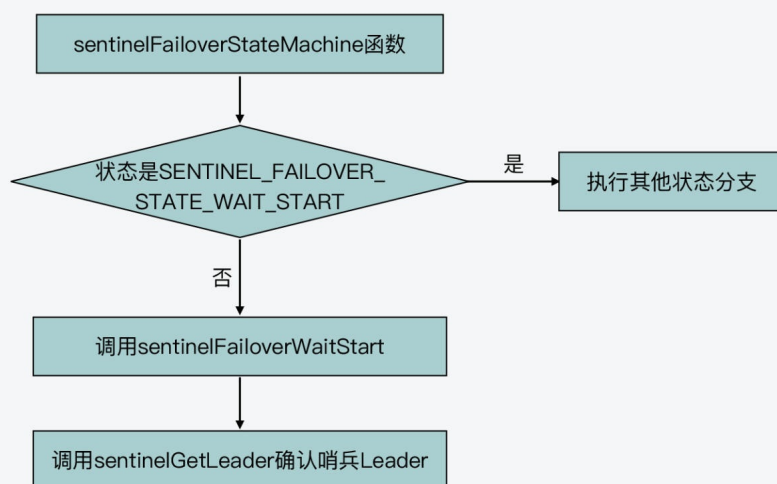 sentinelFailoverStateMachine函数
状态是SENTINEL_FAILOVER_
STATE_WAIT_START
是
执行其他状态分支
否
调用sentinelFailoverWaitStart
调用sentinelGetLeader确认哨兵Leader